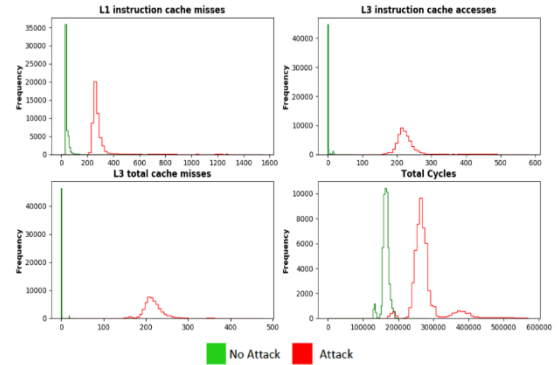 L1 instruction cache misses
Frequency
35000
30000
25000
20000
15000
10000
5000
0
0 200 400 600 800 1000 1200 1400 1600
L3 instruction cache accesses
Frequency
40000
30000
20000
10000
0
0 100 200 300 400 500 600
L3 total cache misses
Frequency
40000
30000
20000
10000
0
0 100 200 300 400 500
Total Cycles
Frequency
10000
8000
6000
4000
2000
0
0 100000 200000 300000 400000 500000 600000
No Attack Attack